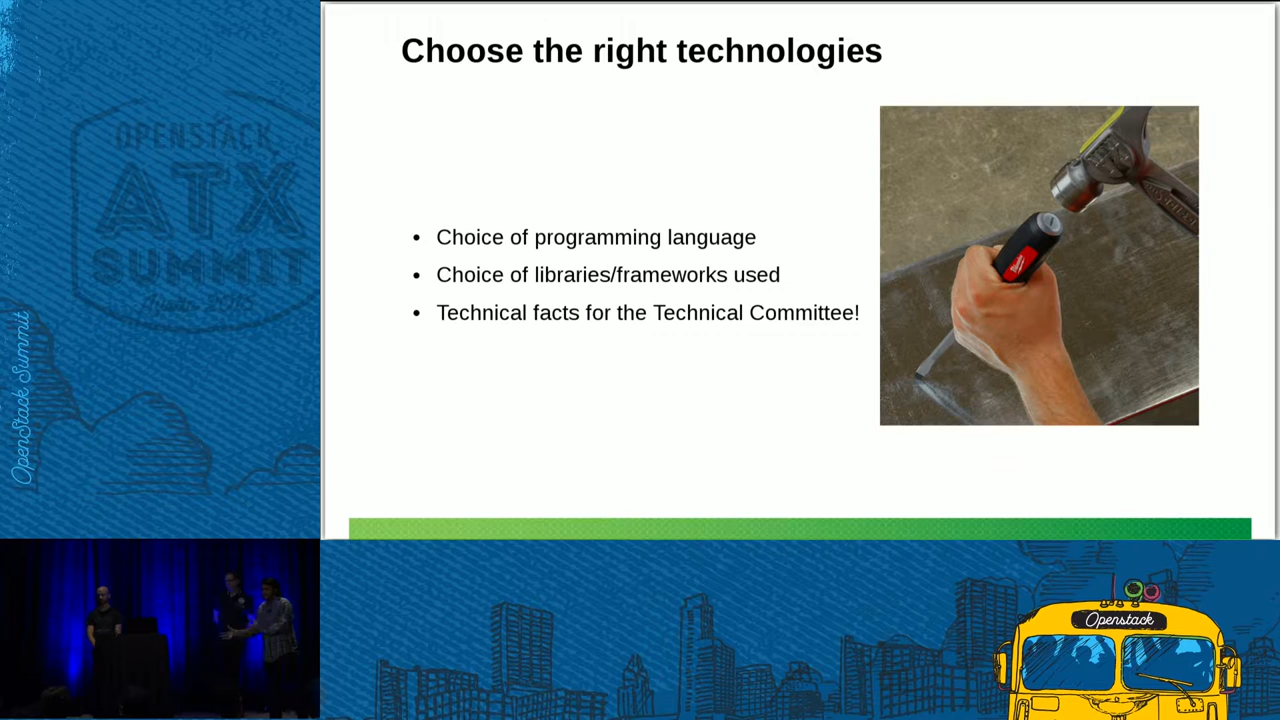 Choose the right technologies
• Choice of programming language
• Choice of libraries/frameworks used
• Technical facts for the Technical Committee!
OPENSTACK
ATX
SUMMIT
OpenStack Summit
Openstack